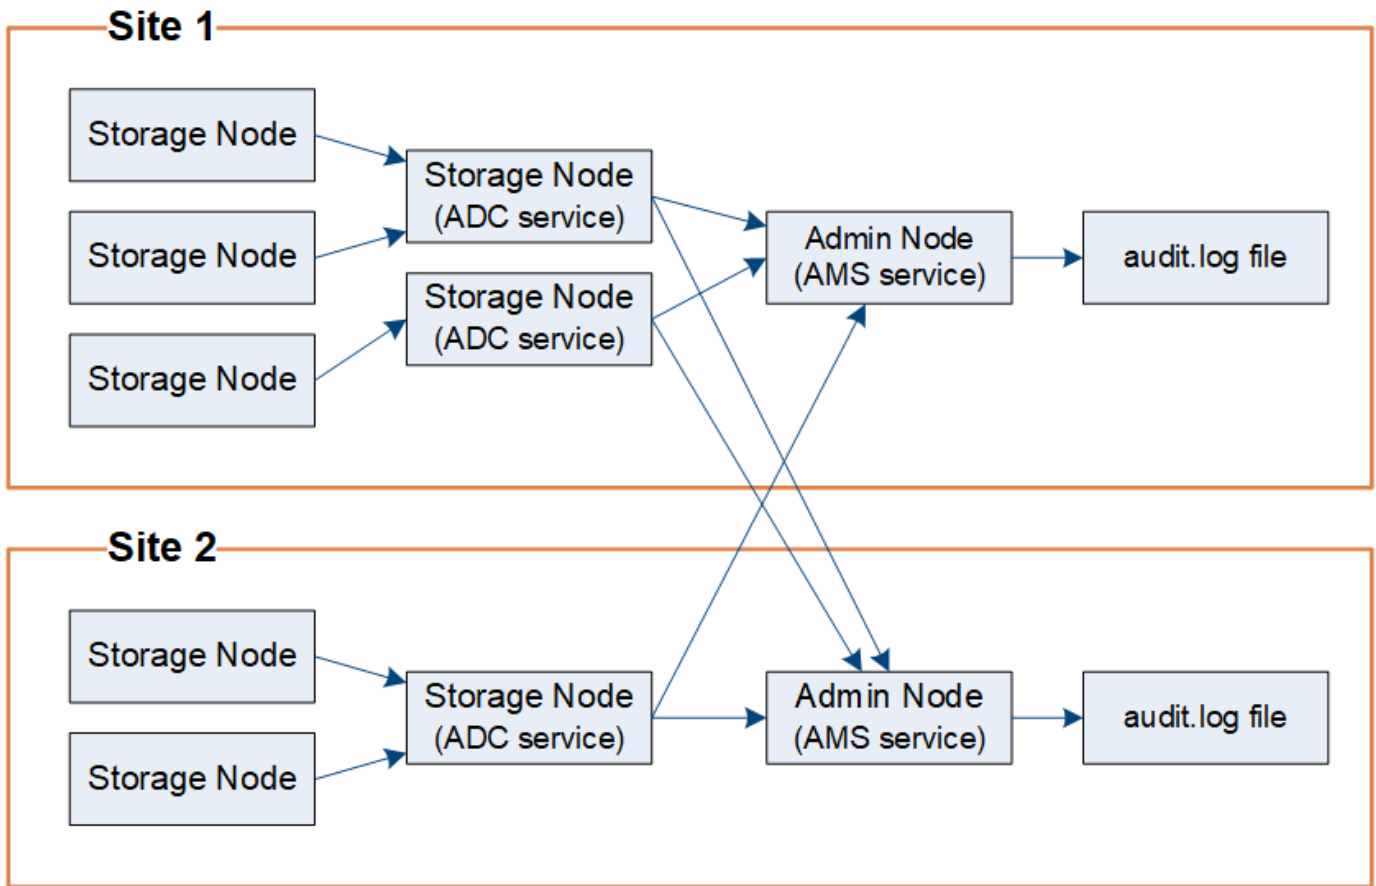 Site 1
Storage Node
Storage Node
Storage Node
Storage Node
(ADC service)
Storage Node
(ADC service)
Admin Node
(AMS service)
audit.log file
Site 2
Storage Node
Storage Node
Storage Node
(ADC service)
Admin Node
(AMS service)
audit.log file